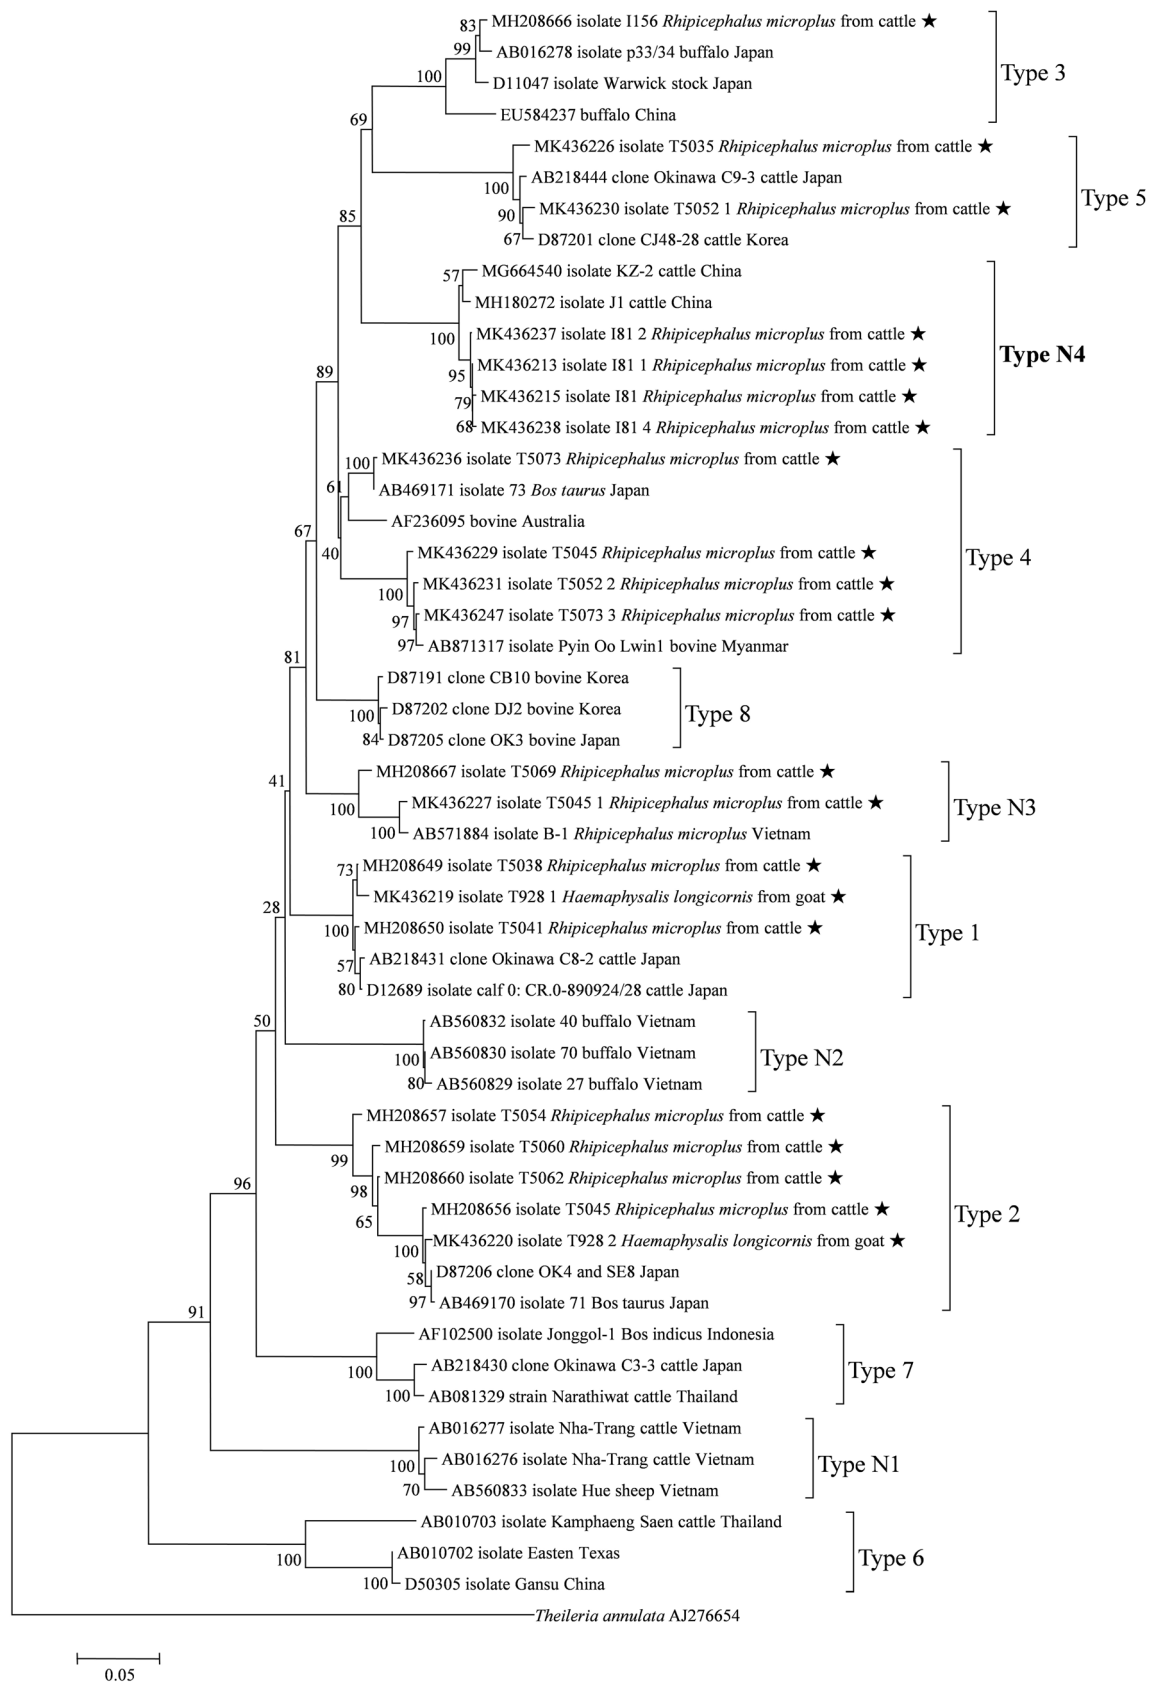 83
MH208666 isolate I156 Rhipicephalus microplus from cattle ★
AB016278 isolate p33/34 buffalo Japan
99
D11047 isolate Warwick stock Japan
Type 3
100
EU584237 buffalo China
69
MK436226 isolate T5035 Rhipicephalus microplus from cattle ★
AB218444 clone Okinawa C9-3 cattle Japan
100
MK436230 isolate T5052 1 Rhipicephalus microplus from cattle ★
Type 5
90
85
67
D87201 clone CJ48-28 cattle Korea
57
MG664540 isolate KZ-2 cattle China
MH180272 isolate J1 cattle China
MK436237 isolate I81 2 Rhipicephalus microplus from cattle ★
100
Type N4
MK436213 isolate I81 1 Rhipicephalus microplus from cattle ★
95
89
MK436215 isolate I81 Rhipicephalus microplus from cattle ★
79
68
MK436238 isolate I81 4 Rhipicephalus microplus from cattle ★
100
MK436236 isolate T5073 Rhipicephalus microplus from cattle ★
61
AB469171 isolate 73 Bos taurus Japan
AF236095 bovine Australia
67
40
MK436229 isolate T5045 Rhipicephalus microplus from cattle ★
Type 4
MK436231 isolate T5052 2 Rhipicephalus microplus from cattle ★
100
MK436247 isolate T5073 3 Rhipicephalus microplus from cattle ★
97
97
AB871317 isolate Pyin Oo Lwin1 bovine Myanmar
81
D87191 clone CB10 bovine Korea
D87202 clone DJ2 bovine Korea
100
Type 8
84
D87205 clone OK3 bovine Japan
MH208667 isolate T5069 Rhipicephalus microplus from cattle ★
41
MK436227 isolate T5045 1 Rhipicephalus microplus from cattle ★
100
Type N3
100
AB571884 isolate B-1 Rhipicephalus microplus Vietnam
73
MH208649 isolate T5038 Rhipicephalus microplus from cattle ★
MK436219 isolate T928 1 Haemaphysalis longicornis from goat ★
28
MH208650 isolate T5041 Rhipicephalus microplus from cattle ★
100
Type 1
AB218431 clone Okinawa C8-2 cattle Japan
57
80
D12689 isolate calf 0: CR.0-890924/28 cattle Japan
50
AB560832 isolate 40 buffalo Vietnam
AB560830 isolate 70 buffalo Vietnam
100
Type N2
80
AB560829 isolate 27 buffalo Vietnam
MH208657 isolate T5054 Rhipicephalus microplus from cattle ★
MH208659 isolate T5060 Rhipicephalus microplus from cattle ★
99
MH208660 isolate T5062 Rhipicephalus microplus from cattle ★
96
98
MH208656 isolate T5045 Rhipicephalus microplus from cattle ★
Type 2
65
MK436220 isolate T928 2 Haemaphysalis longicornis from goat ★
100
D87206 clone OK4 and SE8 Japan
58
97
AB469170 isolate 71 Bos taurus Japan
91
AF102500 isolate Jonggol-1 Bos indicus Indonesia
AB218430 clone Okinawa C3-3 cattle Japan
100
Type 7
100
AB081329 strain Narathiwat cattle Thailand
AB016277 isolate Nha-Trang cattle Vietnam
AB016276 isolate Nha-Trang cattle Vietnam
100
Type N1
70
AB560833 isolate Hue sheep Vietnam
AB010703 isolate Kamphaeng Saen cattle Thailand
AB010702 isolate Easten Texas
100
Type 6
100
D50305 isolate Gansu China
Theileria annulata AJ276654
0.05